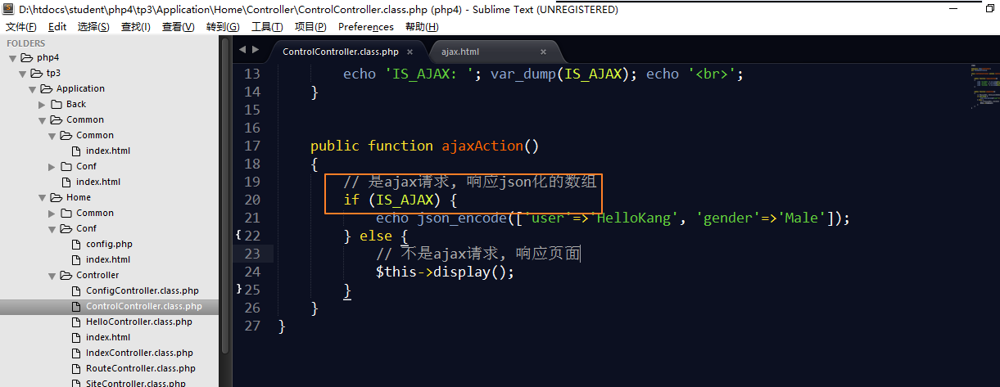 D:\htdocs\student\php4\tp3\Application\Home\Controller\ControlController.class.php (php4) - Sublime Text (UNREGISTERED)
文件(F) Edit 选择(S) 查找(I) 查看(V) 转到(G) 工具(T) 项目(P) Preferences 帮助(H)
FOLDERS
php4
tp3
Application
Back
Common
Common
index.html
Conf
index.html
Home
Common
Conf
config.php
index.html
Controller
ConfigController.class.php
ControlController.class.php
HelloController.class.php
index.html
IndexController.class.php
RouteController.class.php
SiteController.class.php
ControlController.class.php × ajax.html ×
13 echo 'IS_AJAX: '; var_dump(IS_AJAX); echo '<br>';
14 }
15
16
17 public function ajaxAction()
18 {
19 // 是ajax请求, 响应json化的数组
20 if (IS_AJAX) {
21 echo json_encode(['user'=>'HelloKang', 'gender'=>'Male']);
22 } else {
23 // 不是ajax请求, 响应页面
24 $this->display();
25 }
26 }
27 }